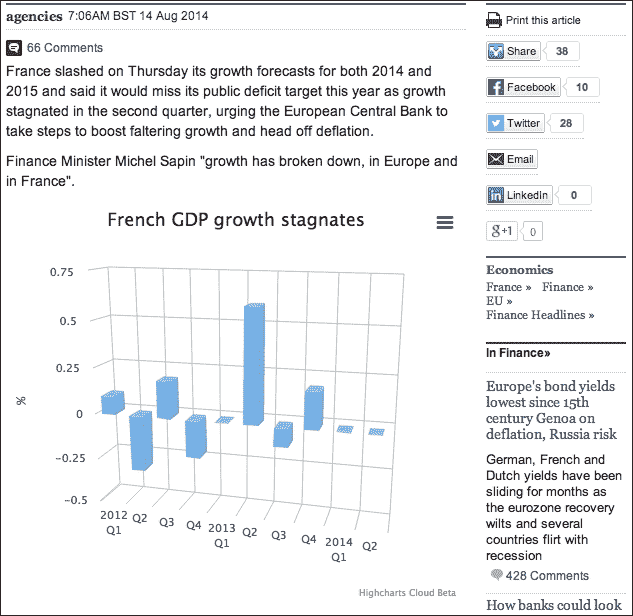 agencies 7:06AM BST 14 Aug 2014
66 Comments
France slashed on Thursday its growth forecasts for both 2014 and
2015 and said it would miss its public deficit target this year as growth
stagnated in the second quarter, urging the European Central Bank to
take steps to boost faltering growth and head off deflation.
Finance Minister Michel Sapin "growth has broken down, in Europe and
in France".
French GDP growth stagnates
0.75
0.5
0.25
0
−0.25
−0.5
%
2012 Q1
Q2
Q3
Q4
2013 Q1
Q2
Q3
Q4
2014 Q1
Q2
Highcharts Cloud Beta
Print this article
Share 38
Facebook 10
Twitter 28
Email
in LinkedIn 0
g+1 0
Economics
France » Finance »
EU »
Finance Headlines »
In Finance»
Europe's bond yields
lowest since 15th
century Genoa on
deflation, Russia risk
German, French and
Dutch yields have been
sliding for months as
the eurozone recovery
wilts and several
countries flirt with
recession
428 Comments
How banks could look